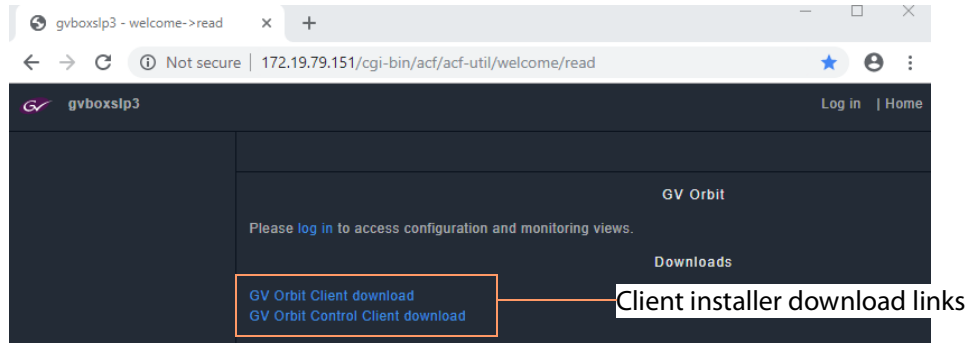 gvboxslp3 - welcome->read
Not secure | 172.19.79.151/cgi-bin/acf/acf-util/welcome/read
GV gvboxslp3 Log in | Home
GV Orbit
Please log in to access configuration and monitoring views.
Downloads
GV Orbit Client download
GV Orbit Control Client download
Client installer download links